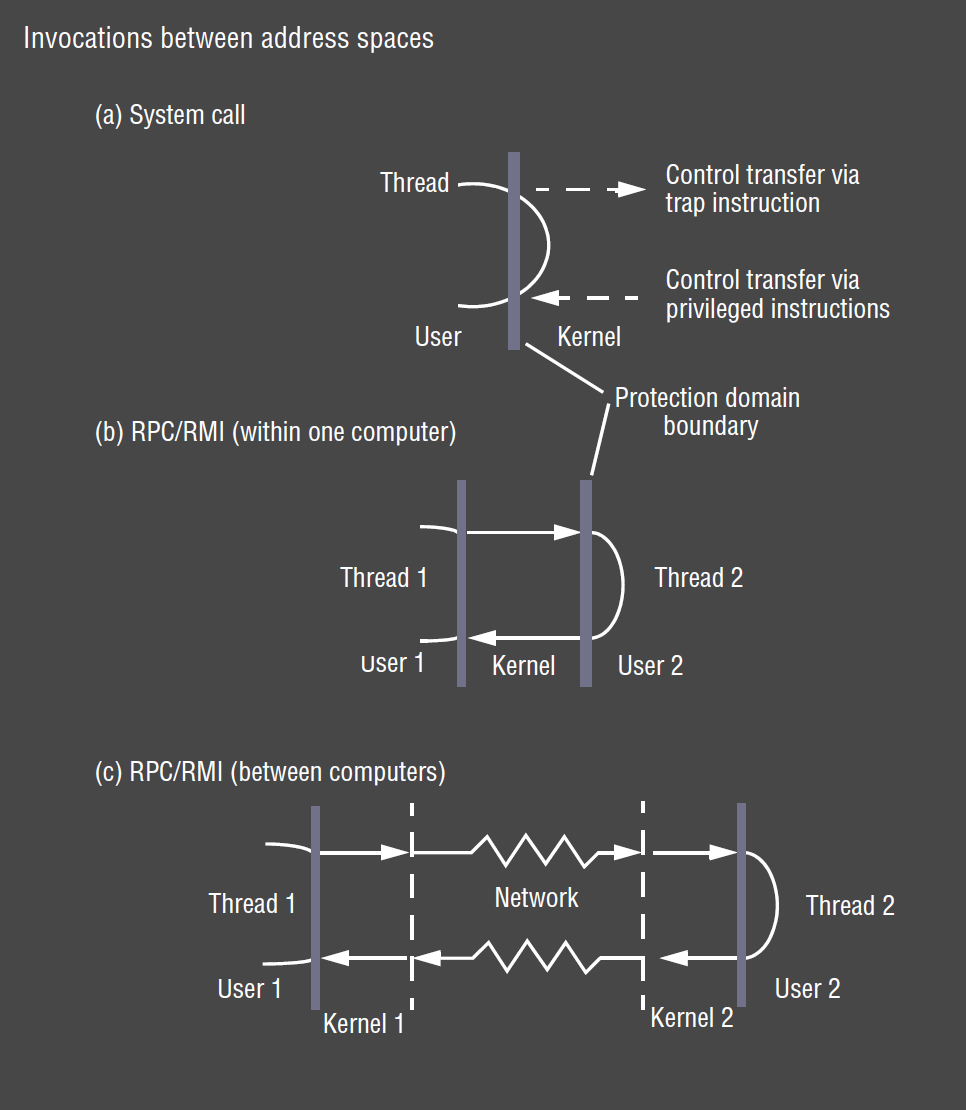 Invocations between address spaces
(a) System call
Thread
Control transfer via
trap instruction
Control transfer via
privileged instructions
User
Kernel
Protection domain
boundary
(b) RPC/RMI (within one computer)
Thread 1
Thread 2
User 1
Kernel
User 2
(c) RPC/RMI (between computers)
Network
Thread 1
Thread 2
User 1
User 2
Kernel 1
Kernel 2